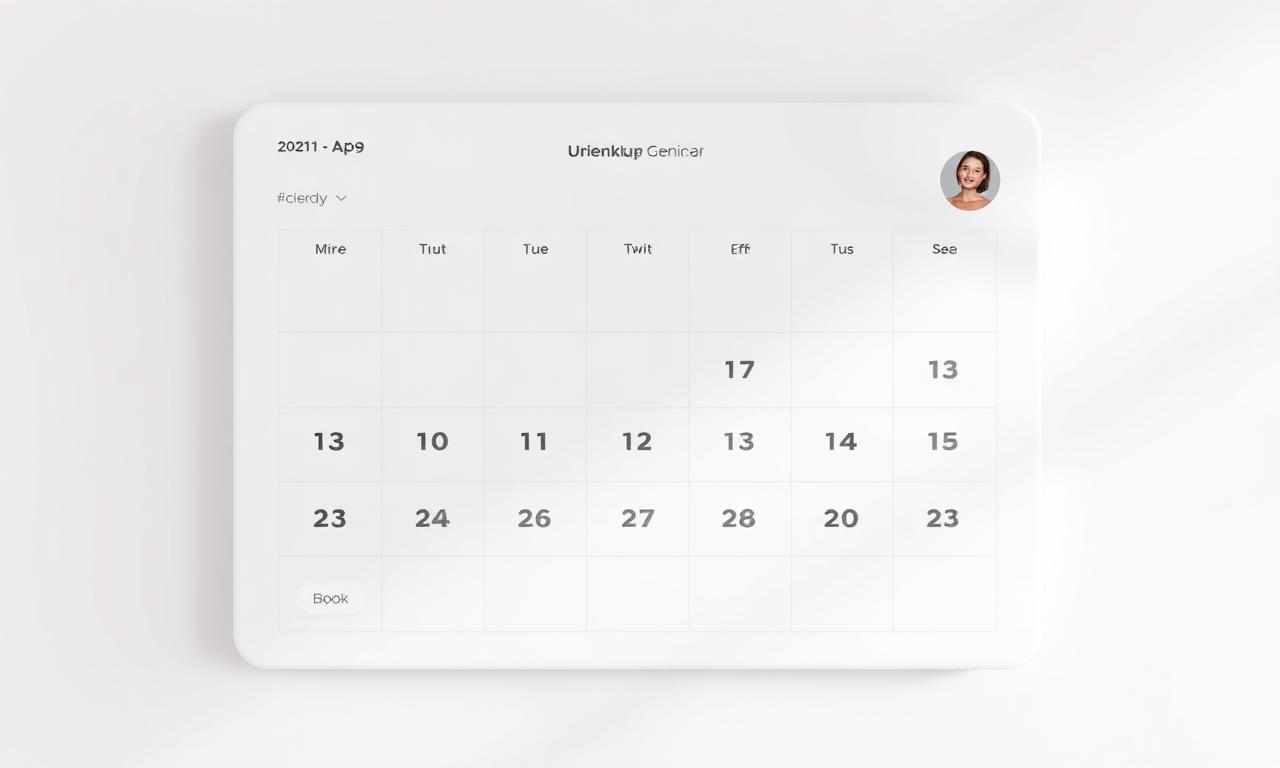 20211 - Ap9
Urienklup Genicar
#cierdy
Mire Tiut Tue Twit Eff Tus See
17 13
13 10 11 12 13 14 15
23 24 26 27 28 20 23
Book